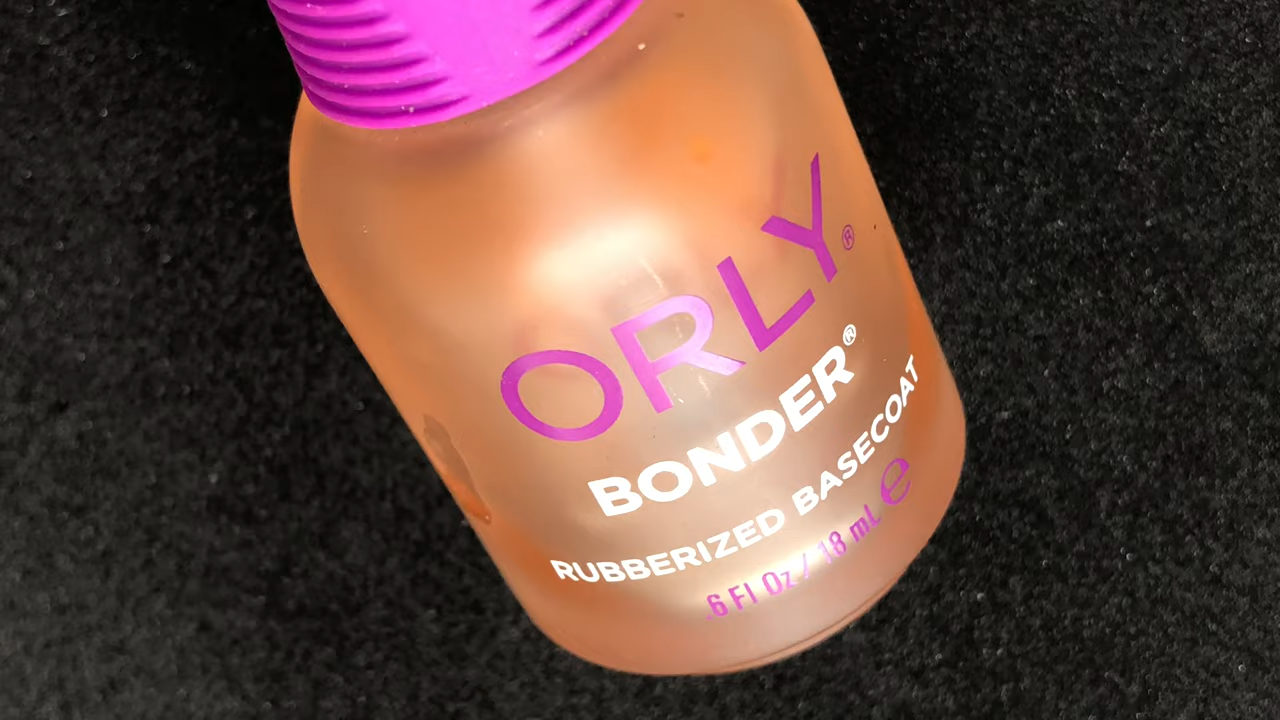 ORLY®
BONDER®
RUBBERIZED BASECOAT
.6 Fl Oz / 18 mL ℮